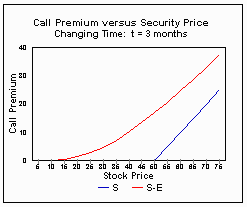 Call Premium versus Security Price
Changing Time: t = 3 months
40
30
20
10
0
Call Premium
5 10 15 20 25 30 35 40 45 50 55 60 65 70 75
Stock Price
S S-E